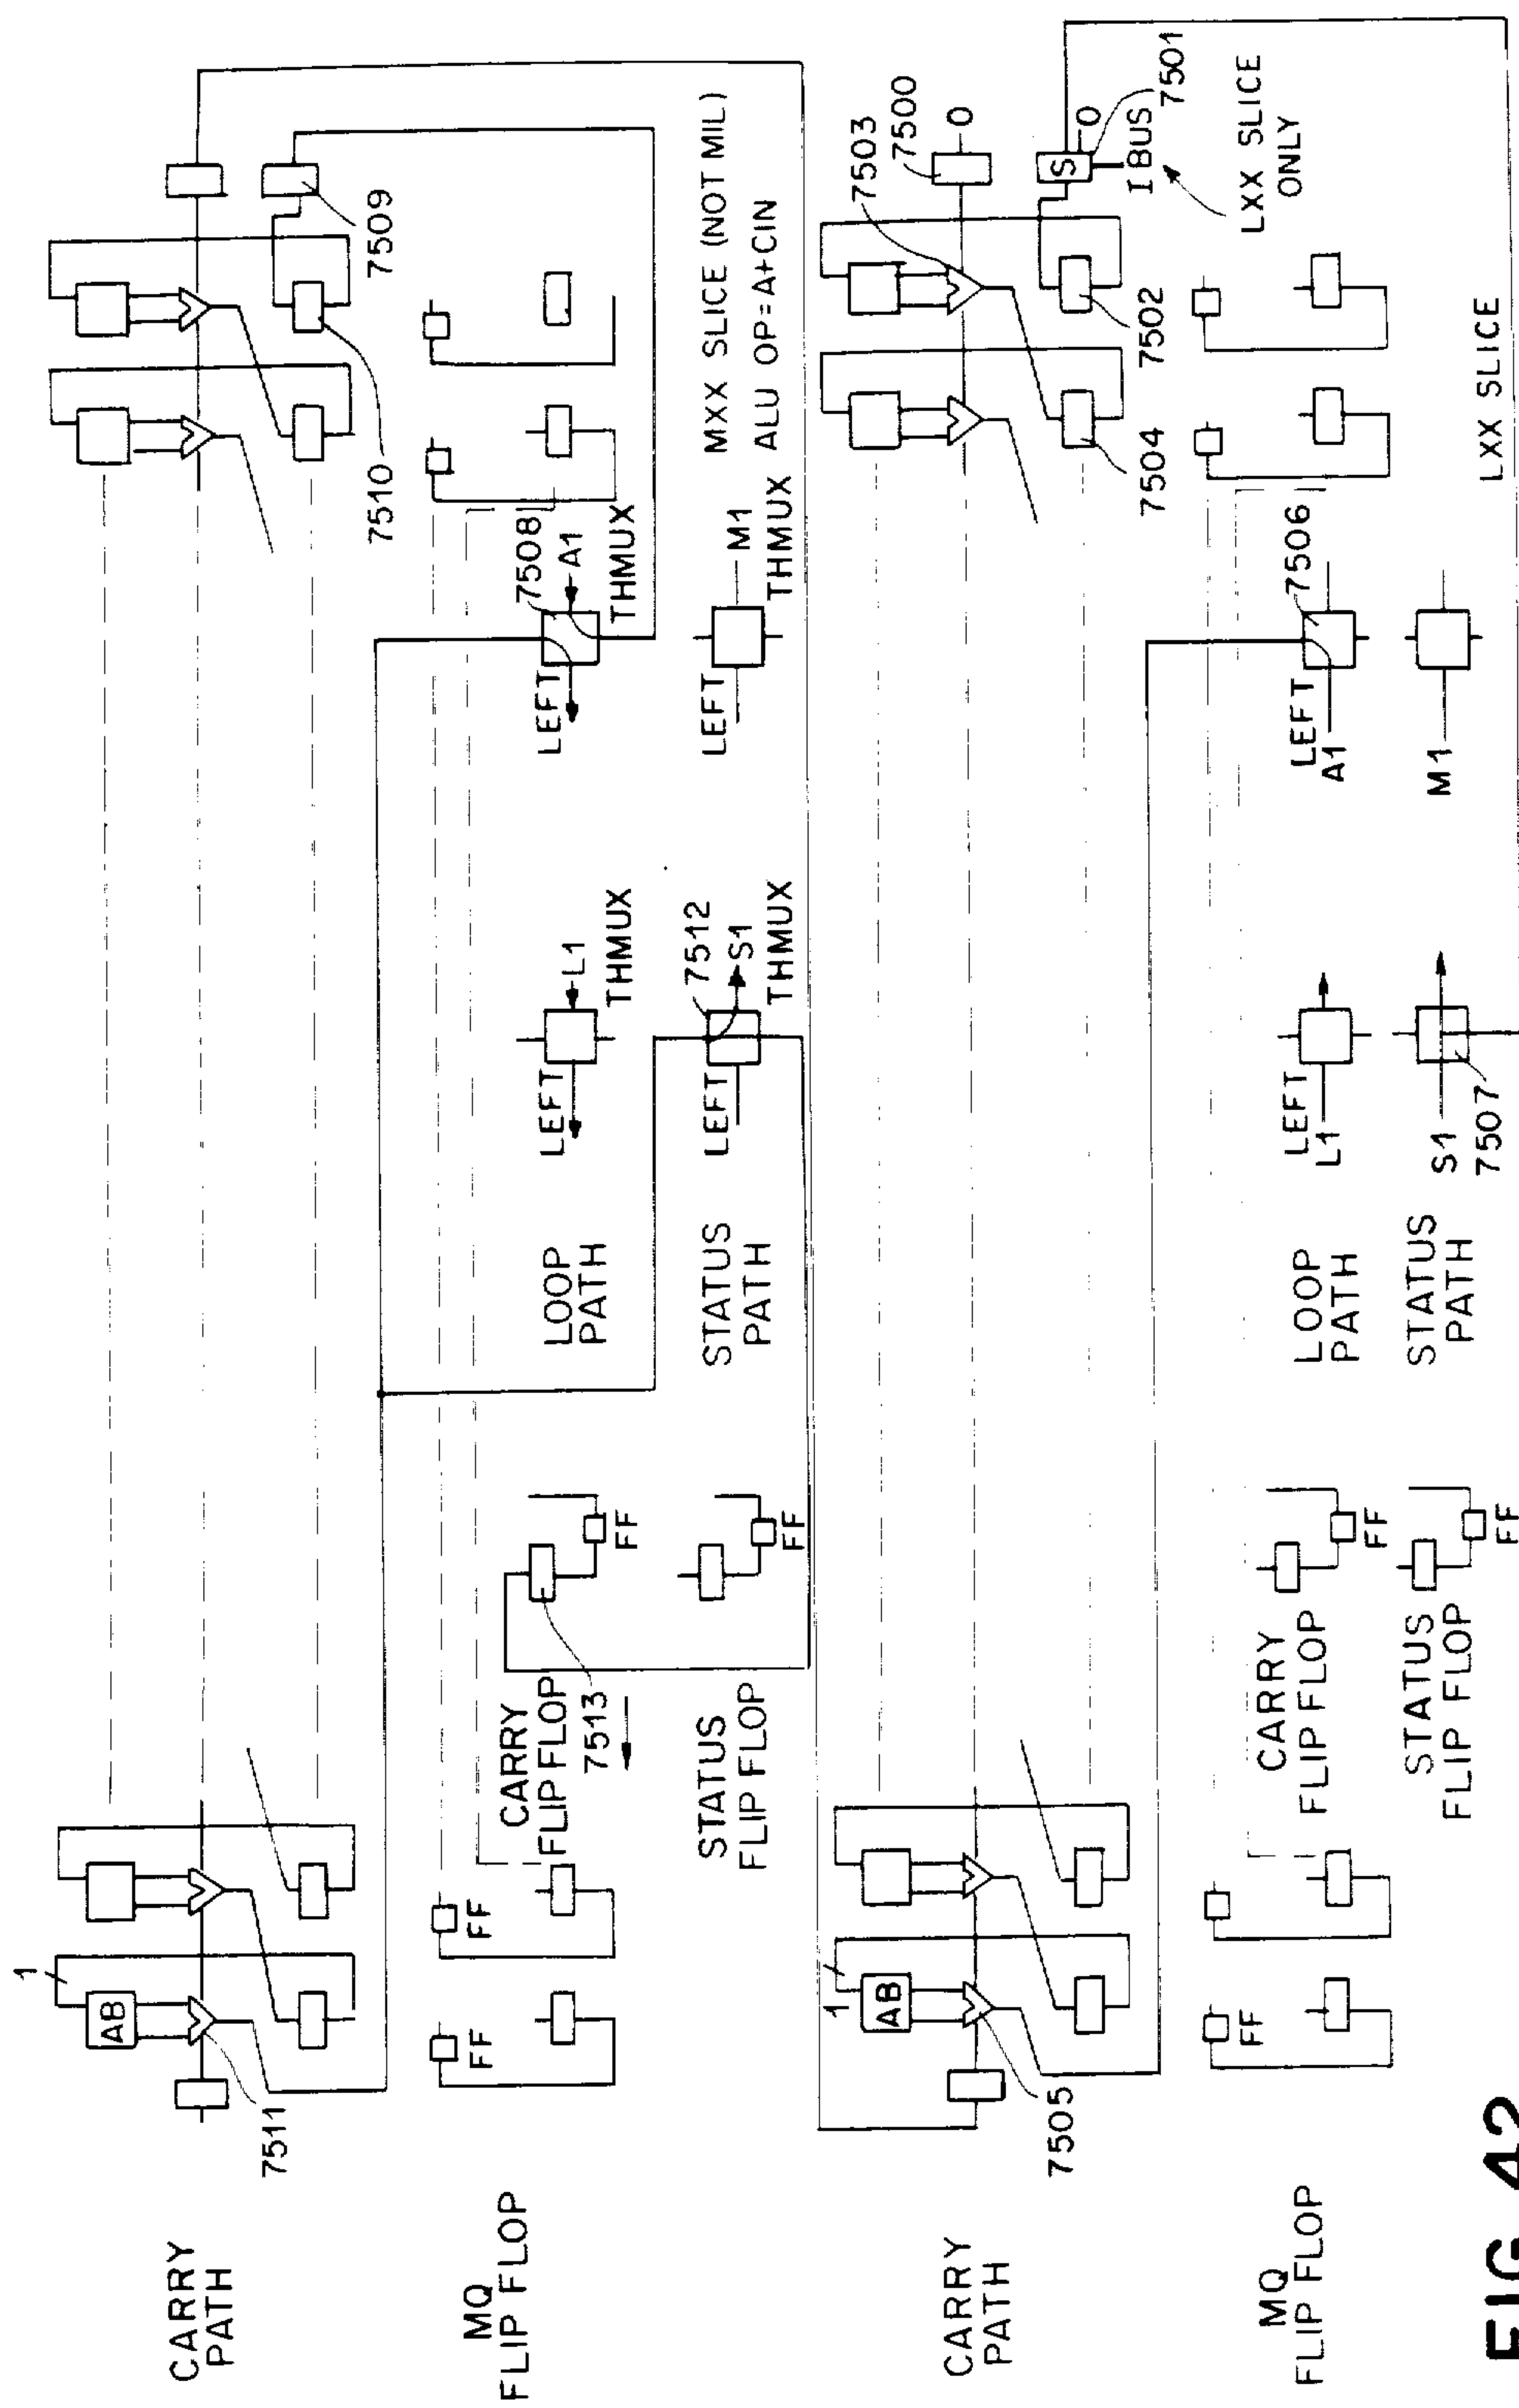 CARRY
PATH
1
AB
7511
7510
7509
MQ
FLIP FLOP
FF
FF
CARRY
FLIP FLOP
7513
FF
LOOP
PATH
LEFT
L1
THMUX
LEFT
7508
A1
THMUX
STATUS
FLIP FLOP
FF
STATUS
PATH
LEFT
7512
S1
THMUX
LEFT
M1
THMUX
MXX SLICE (NOT MIL)
ALU OP=A+CIN
CARRY
PATH
1
AB
7505
7504
7502
7503
7500
O
S
O
I BUS
7501
LXX SLICE
ONLY
MQ
FLIP FLOP
FF
CARRY
FLIP FLOP
FF
LOOP
PATH
LEFT
L1
LEFT
A1
7506
STATUS
FLIP FLOP
FF
STATUS
PATH
S1
7507
M1
LXX SLICE
FIG. 42